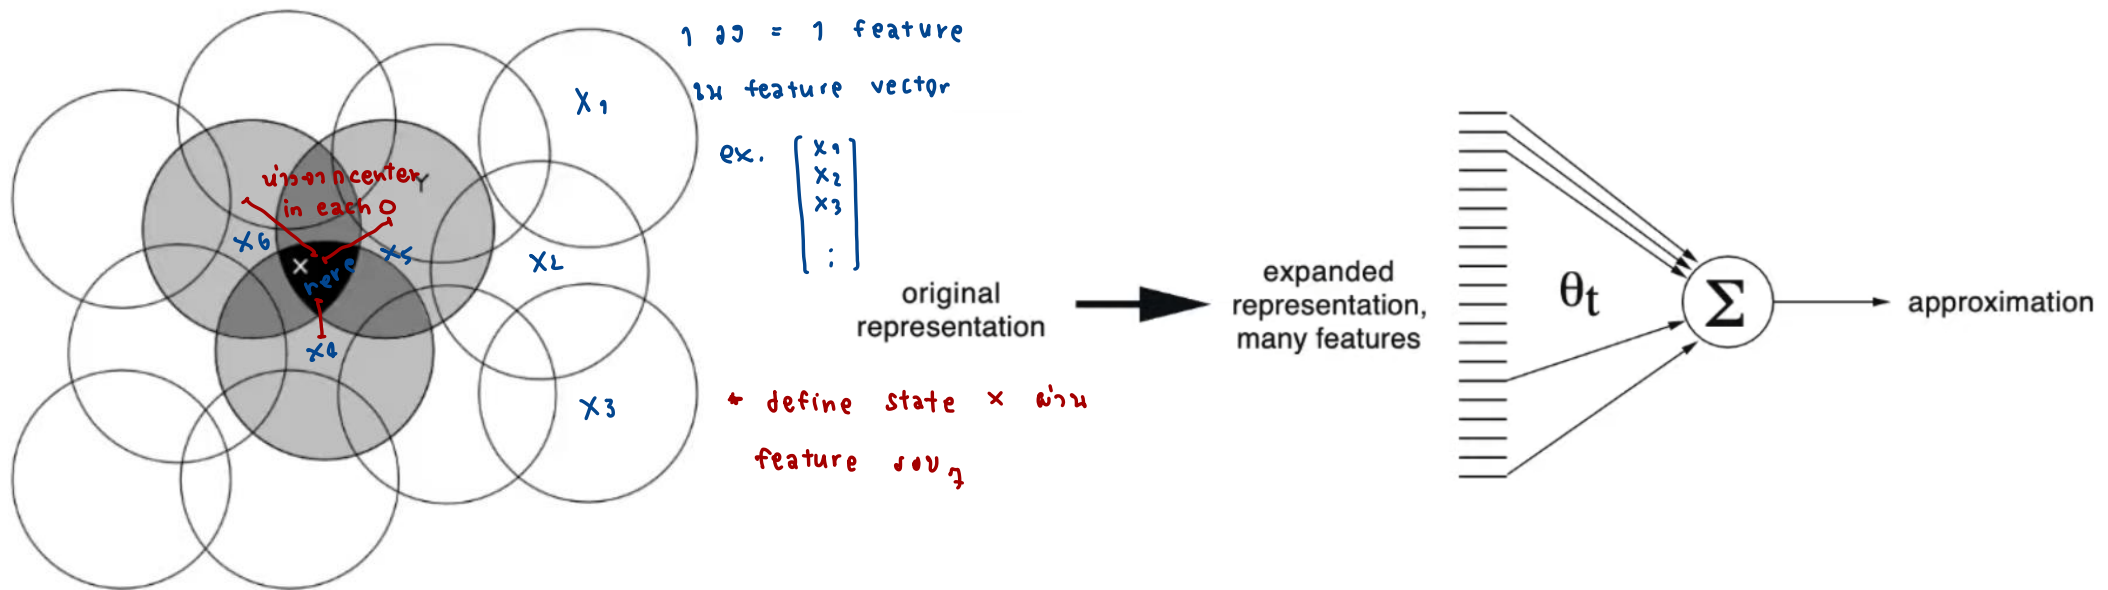 1 วง = 1 feature
ใน feature vector
ex. [ x1
x2
x3
: ]
X1
ห่างจาก center
Y
in each O
X6
X5
X
here
X4
X2
X3
original
representation
expanded
representation,
many features
θt
Σ
approximation
* define state x ผ่าน
feature รอบๆ